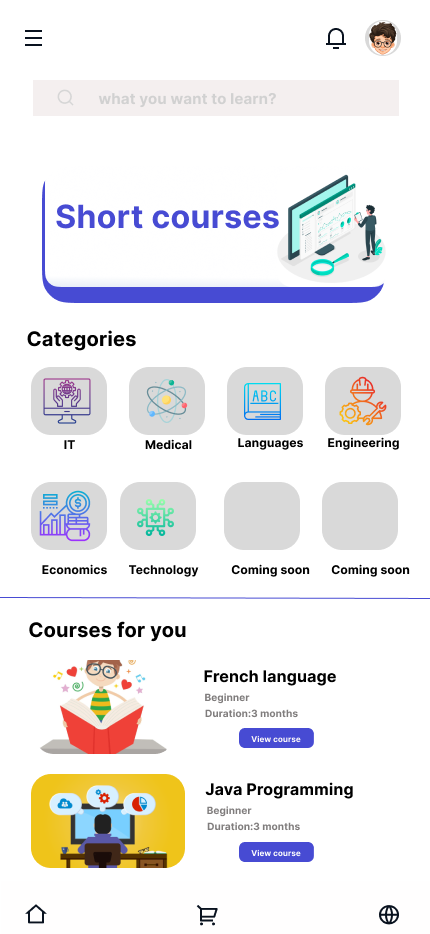 what you want to learn?
Short courses
Categories
ABC
IT
Medical
Languages
Engineering
Economics
Technology
Coming soon
Coming soon
Courses for you
French language
Beginner
Duration:3 months
View course
Java Programming
Beginner
Duration:3 months
View course